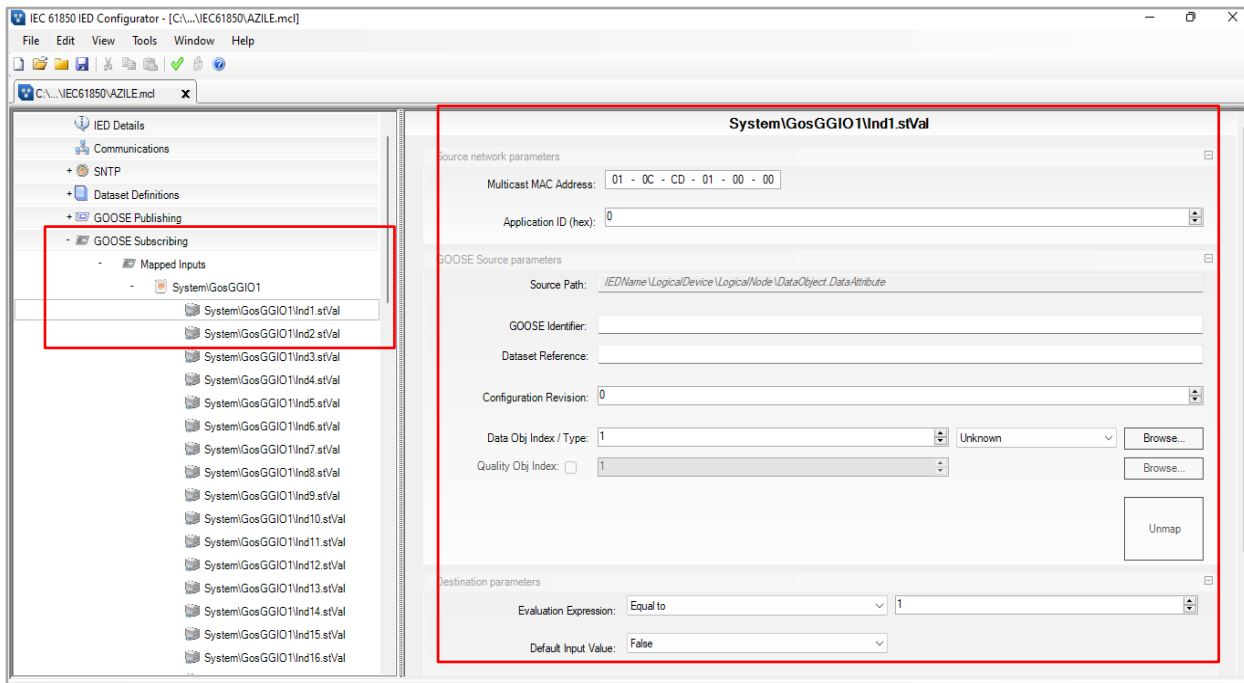 IEC 61850 IED Configurator - [C:\...\IEC61850\AZILE.mcl]
File Edit View Tools Window Help
C:\...\IEC61850\AZILE.mcl x
IED Details
Communications
+ SNTP
+ Dataset Definitions
+ GOOSE Publishing
- GOOSE Subscribing
- Mapped Inputs
- System\GosGGIO1
System\GosGGIO1\Ind1.stVal
System\GosGGIO1\Ind2.stVal
System\GosGGIO1\Ind3.stVal
System\GosGGIO1\Ind4.stVal
System\GosGGIO1\Ind5.stVal
System\GosGGIO1\Ind6.stVal
System\GosGGIO1\Ind7.stVal
System\GosGGIO1\Ind8.stVal
System\GosGGIO1\Ind9.stVal
System\GosGGIO1\Ind10.stVal
System\GosGGIO1\Ind11.stVal
System\GosGGIO1\Ind12.stVal
System\GosGGIO1\Ind13.stVal
System\GosGGIO1\Ind14.stVal
System\GosGGIO1\Ind15.stVal
System\GosGGIO1\Ind16.stVal
System\GosGGIO1\Ind1.stVal
Source network parameters
Multicast MAC Address: 01 - 0C - CD - 01 - 00 - 00
Application ID (hex): 0
GOOSE Source parameters
Source Path: IEDName\LogicalDevice\LogicalNode\DataObject.DataAttribute
GOOSE Identifier:
Dataset Reference:
Configuration Revision: 0
Data Obj Index / Type: 1 Unknown Browse...
Quality Obj Index: 1 Browse...
Unmap
Destination parameters
Evaluation Expression: Equal to 1
Default Input Value: False